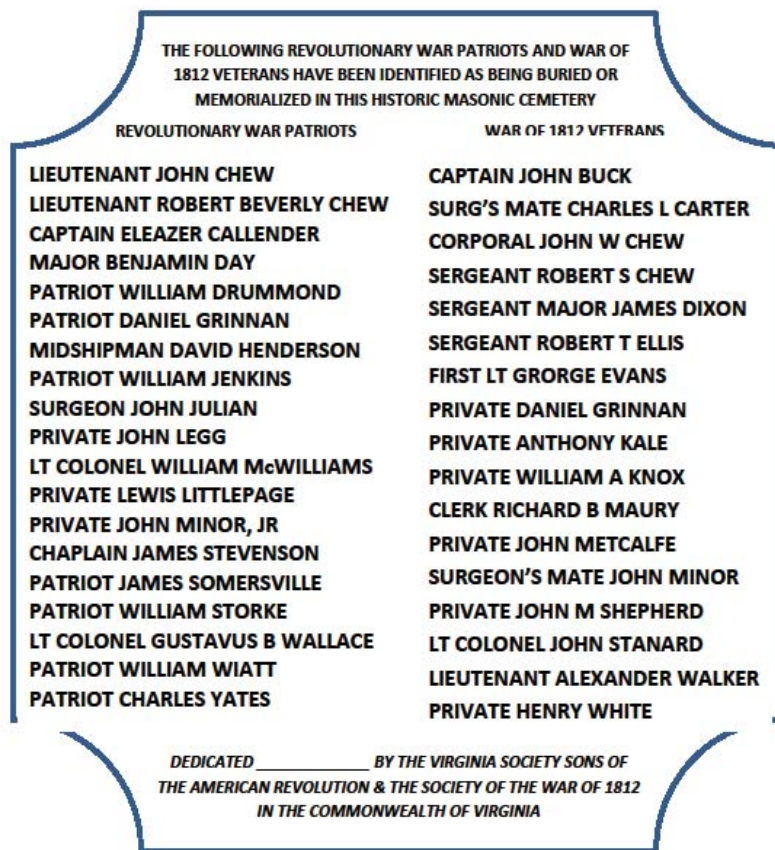 THE FOLLOWING REVOLUTIONARY WAR PATRIOTS AND WAR OF
1812 VETERANS HAVE BEEN IDENTIFIED AS BEING BURIED OR
MEMORIALIZED IN THIS HISTORIC MASONIC CEMETERY
REVOLUTIONARY WAR PATRIOTS
LIEUTENANT JOHN CHEW
LIEUTENANT ROBERT BEVERLY CHEW
CAPTAIN ELEAZER CALLENDER
MAJOR BENJAMIN DAY
PATRIOT WILLIAM DRUMMOND
PATRIOT DANIEL GRINNAN
MIDSHIPMAN DAVID HENDERSON
PATRIOT WILLIAM JENKINS
SURGEON JOHN JULIAN
PRIVATE JOHN LEGG
LT COLONEL WILLIAM McWILLIAMS
PRIVATE LEWIS LITTLEPAGE
PRIVATE JOHN MINOR, JR
CHAPLAIN JAMES STEVENSON
PATRIOT JAMES SOMERSVILLE
PATRIOT WILLIAM STORKE
LT COLONEL GUSTAVUS B WALLACE
PATRIOT WILLIAM WIATT
PATRIOT CHARLES YATES
WAR OF 1812 VETERANS
CAPTAIN JOHN BUCK
SURG'S MATE CHARLES L CARTER
CORPORAL JOHN W CHEW
SERGEANT ROBERT S CHEW
SERGEANT MAJOR JAMES DIXON
SERGEANT ROBERT T ELLIS
FIRST LT GRORGE EVANS
PRIVATE DANIEL GRINNAN
PRIVATE ANTHONY KALE
PRIVATE WILLIAM A KNOX
CLERK RICHARD B MAURY
PRIVATE JOHN METCALFE
SURGEON'S MATE JOHN MINOR
PRIVATE JOHN M SHEPHERD
LT COLONEL JOHN STANARD
LIEUTENANT ALEXANDER WALKER
PRIVATE HENRY WHITE
DEDICATED ______________ BY THE VIRGINIA SOCIETY SONS OF
THE AMERICAN REVOLUTION & THE SOCIETY OF THE WAR OF 1812
IN THE COMMONWEALTH OF VIRGINIA